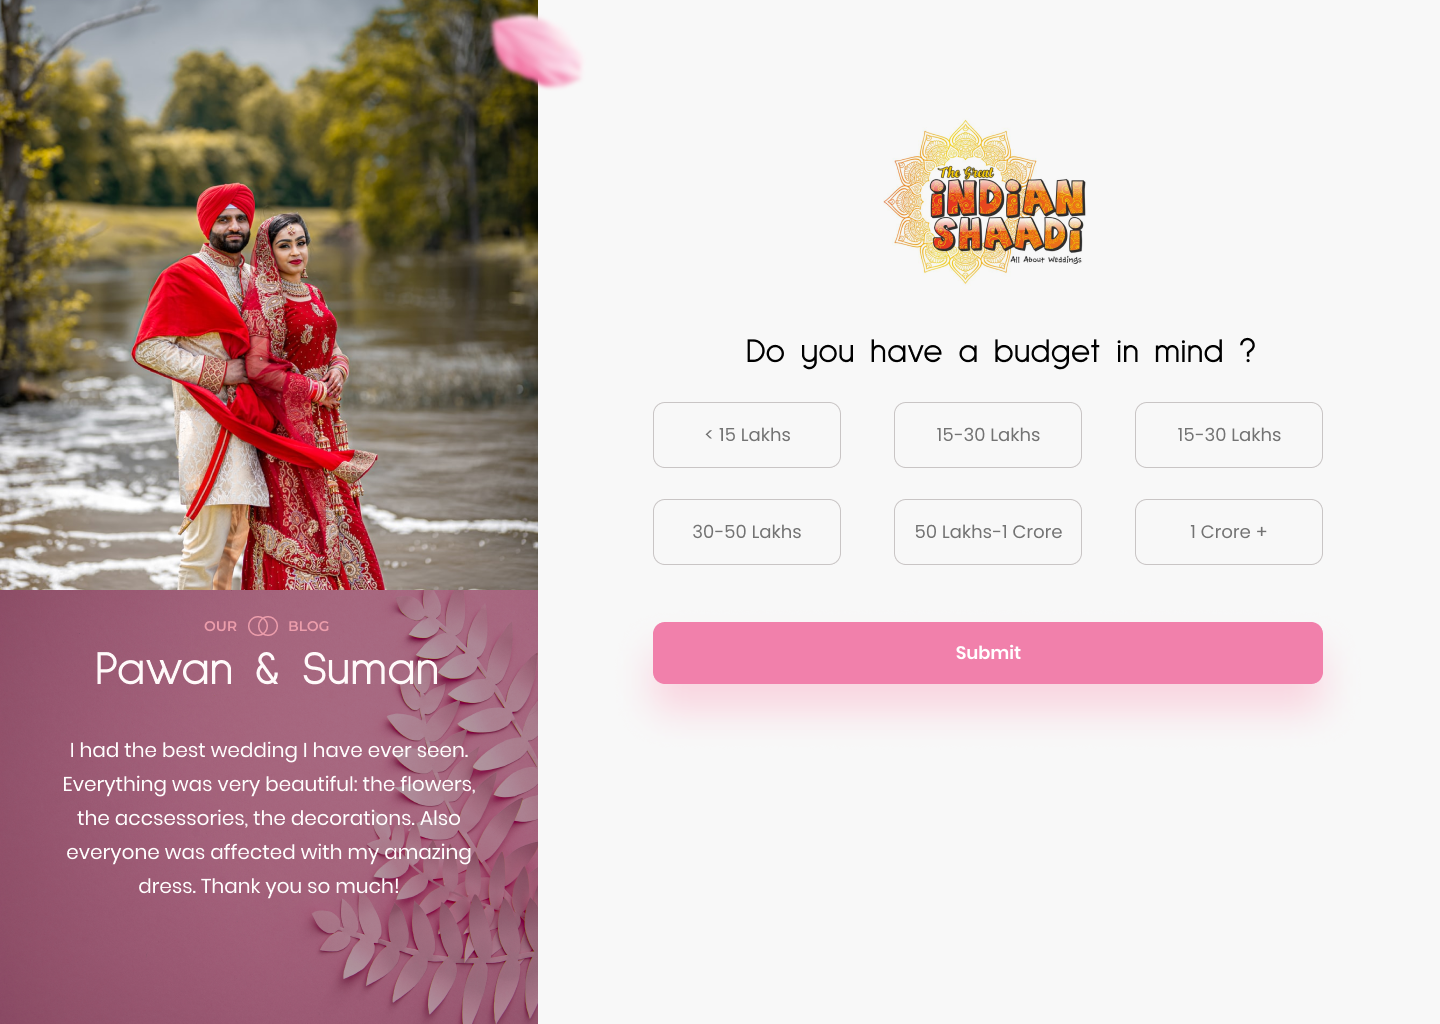 OUR BLOG
Pawan & Suman
I had the best wedding I have ever seen.
Everything was very beautiful: the flowers,
the accsessories, the decorations. Also
everyone was affected with my amazing
dress. Thank you so much!
The Great
INDiAN
SHAADi
All About Weddings
Do you have a budget in mind ?
< 15 Lakhs
15-30 Lakhs
15-30 Lakhs
30-50 Lakhs
50 Lakhs-1 Crore
1 Crore +
Submit